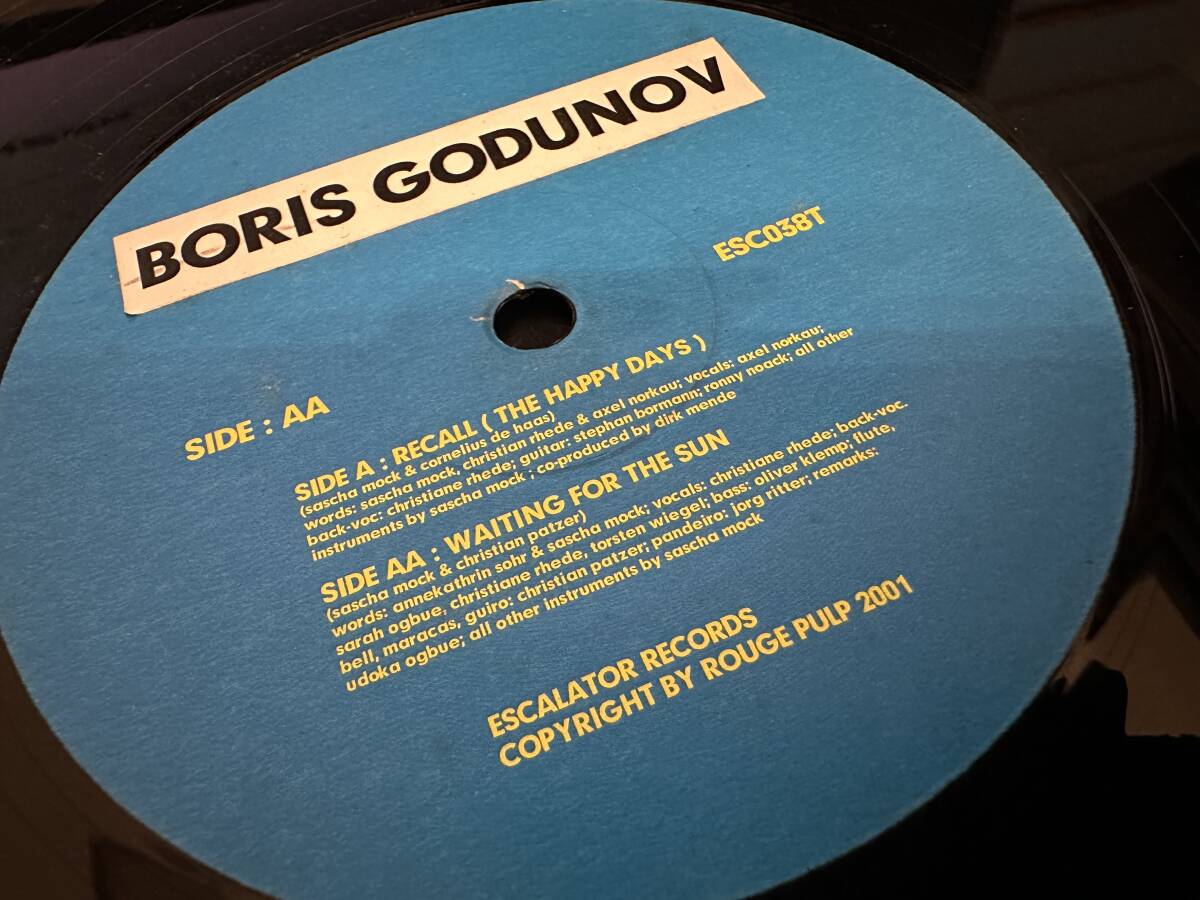 BORIS GODUNOV
ESC038T
SIDE : AA
SIDE A : RECALL ( THE HAPPY DAYS )
(sascha mock & cornelius de haas)
words: sascha mock, christian rhede & axel norkau; vocals: axel norkau;
back-voc: christiane rhede; guitar: stephan bormann; ronny noack; all other
instruments by sascha mock ; co-produced by dirk mende
SIDE AA : WAITING FOR THE SUN
(sascha mock & christian patzer)
words: annekathrin sohr & sascha mock; vocals: christiane rhede; back-voc.
sarah ogbue, christiane rhede, torsten wiegel; bass: oliver klemp; flute,
bell, maracas, guiro: christian patzer; pandeiro: jorg ritter; remarks:
udoka ogbue; all other instruments by sascha mock
ESCALATOR RECORDS
COPYRIGHT BY ROUGE PULP 2001